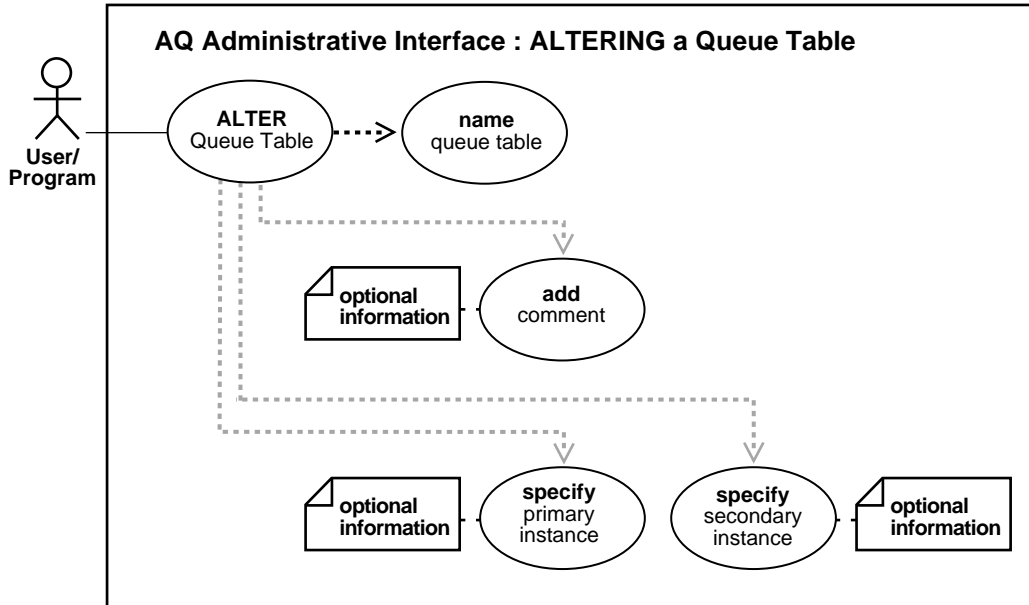 AQ Administrative Interface : ALTERING a Queue Table
User/
Program
ALTER
Queue Table
name
queue table
optional
information
add
comment
optional
information
specify
primary
instance
specify
secondary
instance
optional
information